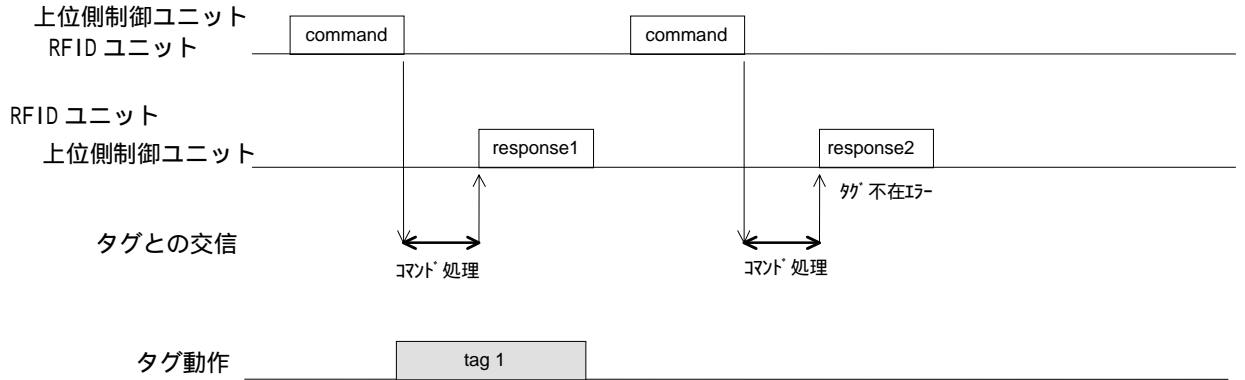 上位側制御ユニット
RFID ユニット
command
command
RFID ユニット
上位側制御ユニット
response1
response2
ﾀｸﾞ不在ｴﾗｰ
タグとの交信
ｺﾏﾝﾄﾞ処理
ｺﾏﾝﾄﾞ処理
タグ動作
tag 1